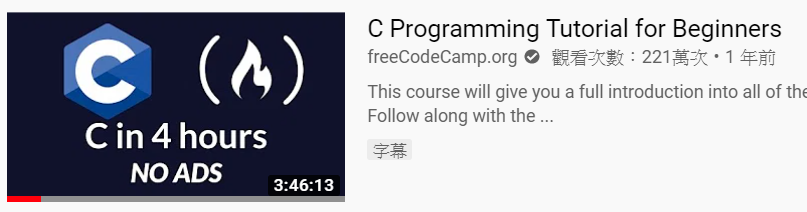 C
C in 4 hours
NO ADS
3:46:13
C Programming Tutorial for Beginners
freeCodeCamp.org 觀看次數：221萬次 • 1 年前
This course will give you a full introduction into all of the
Follow along with the ...
字幕